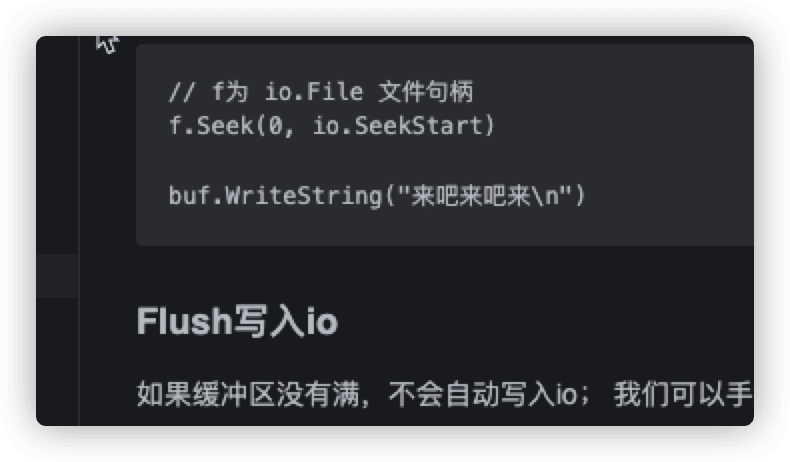 // f为 io.File 文件句柄
f.Seek(0, io.SeekStart)
buf.WriteString("来吧来吧来\n")
Flush写入io
如果缓冲区没有满，不会自动写入io； 我们可以手